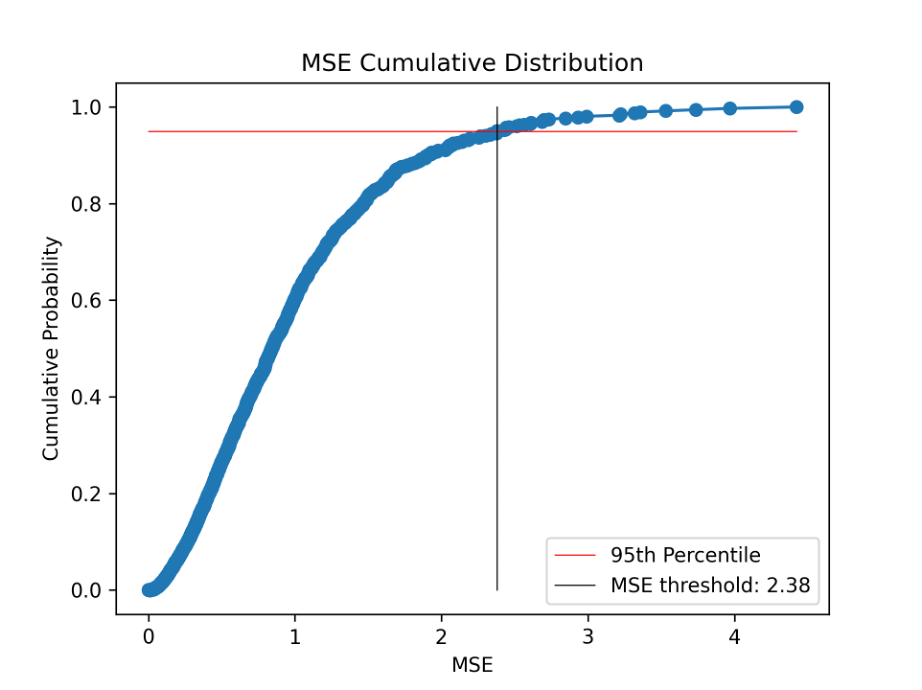 MSE Cumulative Distribution
Cumulative Probability
1.0
0.8
0.6
0.4
0.2
0.0
95th Percentile
MSE threshold: 2.38
0 1 2 3 4
MSE